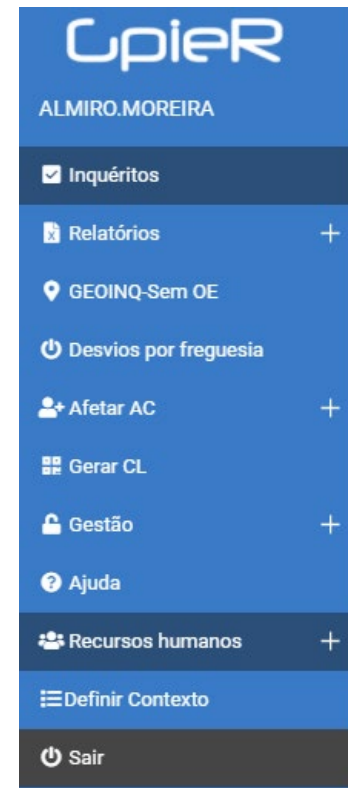 GpieR
ALMIRO.MOREIRA
Inquéritos
Relatórios
GEOINQ-Sem OE
Desvios por freguesia
Afetar AC
Gerar CL
Gestão
Ajuda
Recursos humanos
Definir Contexto
Sair